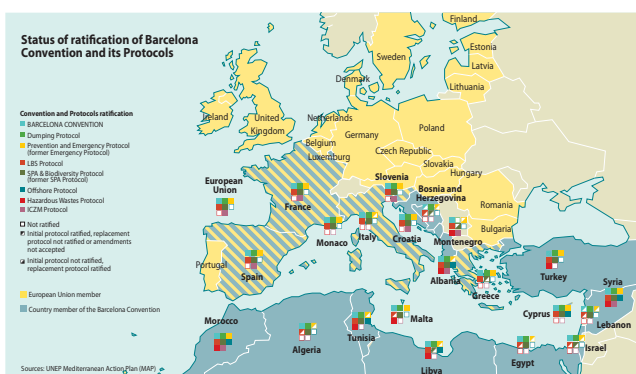 Status of ratification of Barcelona
Convention and its Protocols
Convention and Protocols ratification
BARCELONA CONVENTION
Dumping Protocol
Prevention and Emergency Protocol
(former Emergency Protocol)
LBS Protocol
SPA & Biodiversity Protocol
(former SPA Protocol)
Offshore Protocol
Hazardous Wastes Protocol
ICZM Protocol
Not ratified
Initial protocol ratified, replacement
protocol not ratified or amendments
not accepted
Initial protocol not ratified,
replacement protocol ratified
European Union member
Country member of the Barcelona Convention
Sources: UNEP Mediterranean Action Plan (MAP)
Finland
Sweden
Estonia
Latvia
Denmark
Lithuania
Ireland
United
Kingdom
Netherlands
Belgium
Luxemburg
Germany
Poland
Czech Republic
Slovakia
Hungary
Romania
Bulgaria
European
Union
France
Slovenia
Bosnia and
Herzegovina
Monaco
Italy
Croatia
Montenegro
Portugal
Spain
Albania
Greece
Turkey
Syria
Morocco
Algeria
Tunisia
Malta
Cyprus
Lebanon
Israel
Egypt
Libya